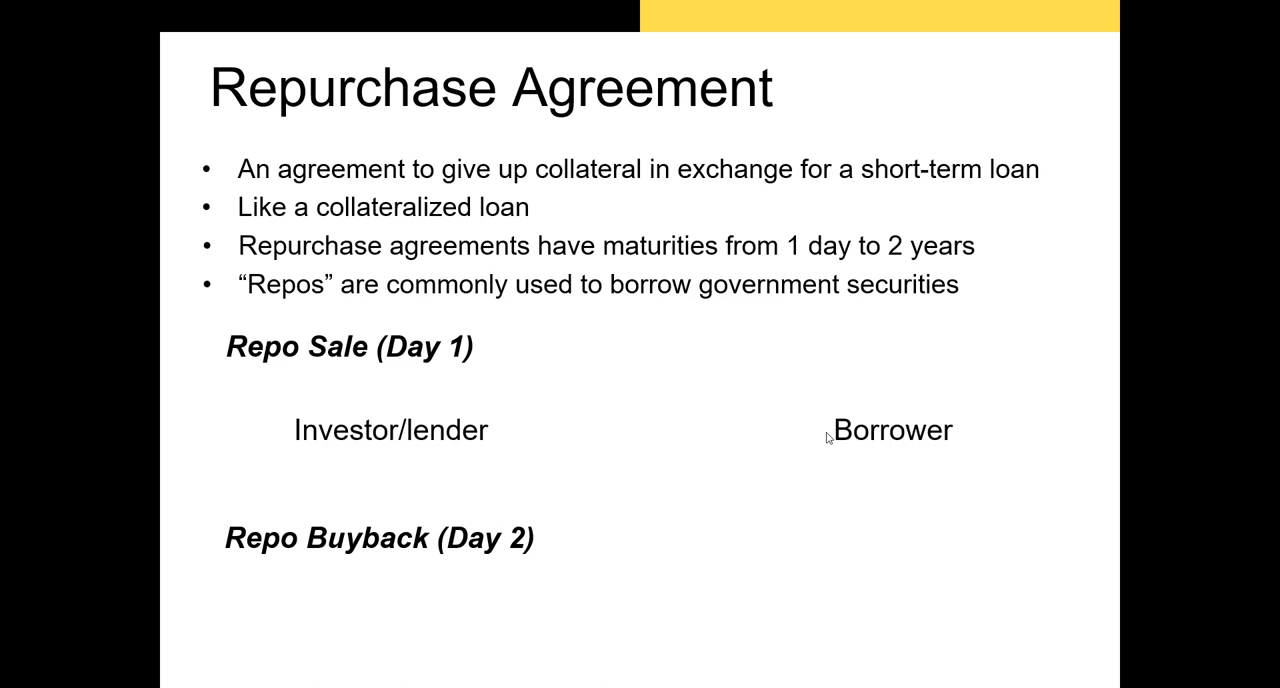 Repurchase Agreement
• An agreement to give up collateral in exchange for a short-term loan
• Like a collateralized loan
• Repurchase agreements have maturities from 1 day to 2 years
• “Repos” are commonly used to borrow government securities
Repo Sale (Day 1)
Investor/lender Borrower
Repo Buyback (Day 2)